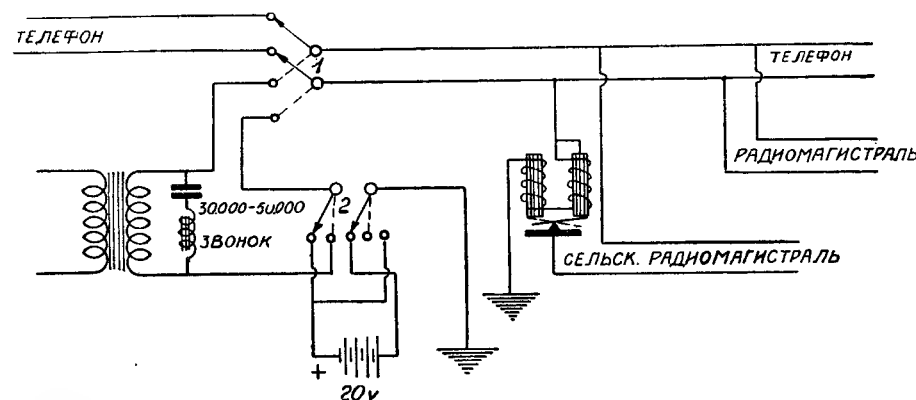 ТЕЛЕФОН
1
ТЕЛЕФОН
РАДИОМАГИСТРАЛЬ
30.000-50.000
ЗВОНОК
2
СЕЛЬСК. РАДИОМАГИСТРАЛЬ
+
20v